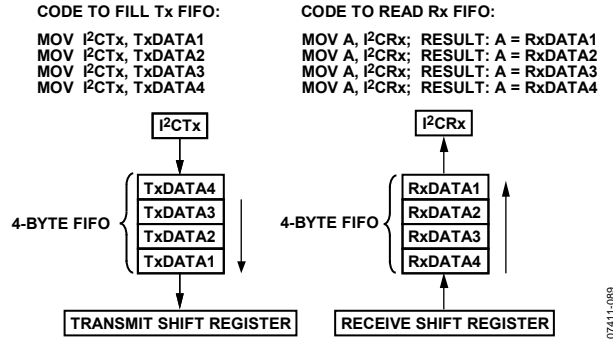 CODE TO FILL Tx FIFO:
MOV I²CTx, TxDATA1
MOV I²CTx, TxDATA2
MOV I²CTx, TxDATA3
MOV I²CTx, TxDATA4
I²CTx
TxDATA4
TxDATA3
TxDATA2
TxDATA1
4-BYTE FIFO
TRANSMIT SHIFT REGISTER
CODE TO READ Rx FIFO:
MOV A, I²CRx; RESULT: A = RxDATA1
MOV A, I²CRx; RESULT: A = RxDATA2
MOV A, I²CRx; RESULT: A = RxDATA3
MOV A, I²CRx; RESULT: A = RxDATA4
I²CRx
RxDATA1
RxDATA2
RxDATA3
RxDATA4
4-BYTE FIFO
RECEIVE SHIFT REGISTER
07411-089